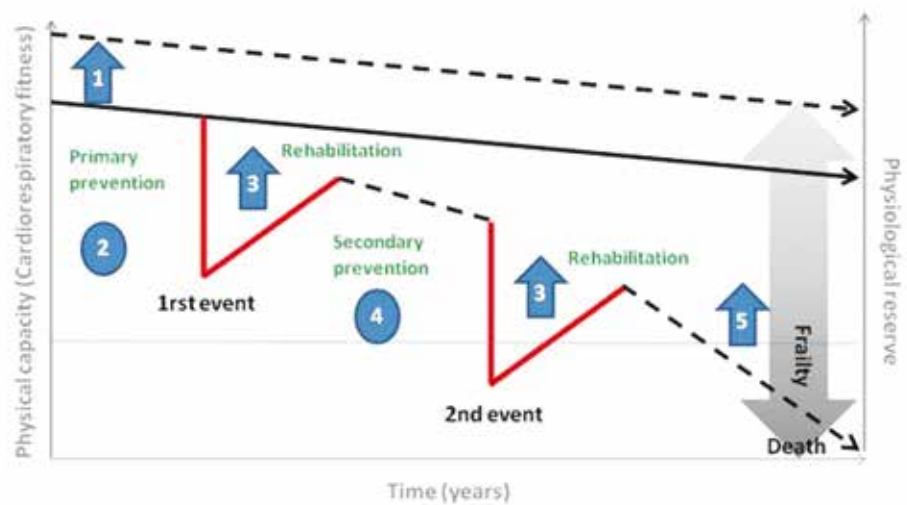 Physical capacity (Cardiorespiratory fitness)
1
Primary
prevention
2
3
Rehabilitation
1rst event
Secondary
prevention
4
3
Rehabilitation
2nd event
5
Frailty
Death
Physiological reserve
Time (years)